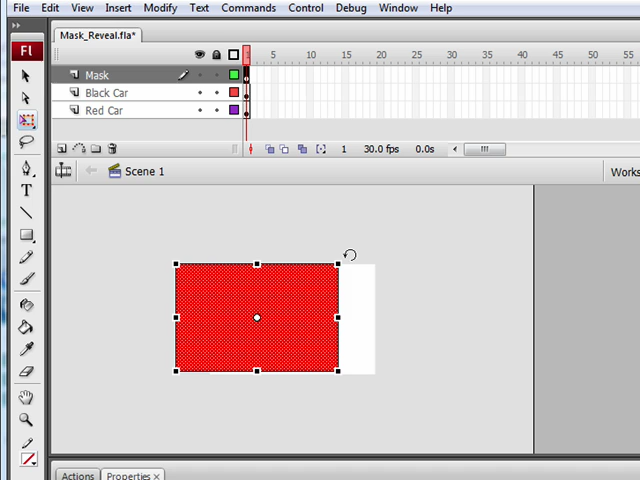 File Edit View Insert Modify Text Commands Control Debug Window Help
Mask_Reveal.fla*
Fl
1 5 10 15 20 25 30 35 40 45 50 55
Mask
Black Car
Red Car
1 30.0 fps 0.0s
Scene 1
Works
T
Actions Properties ×